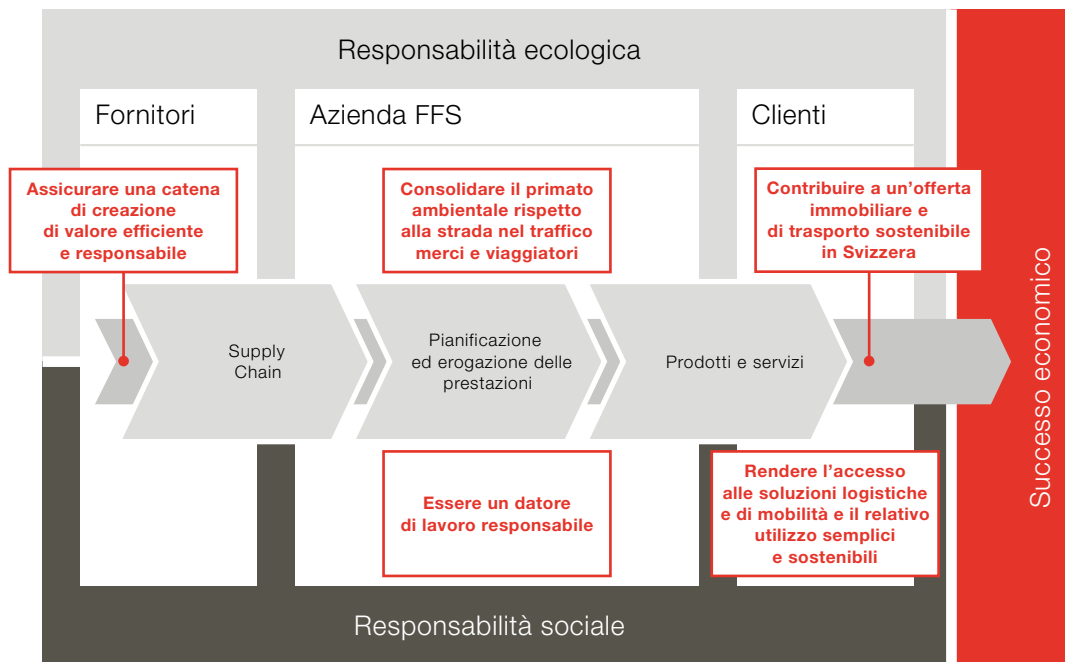 Responsabilità ecologica
Fornitori
Azienda FFS
Clienti
Assicurare una catena
di creazione
di valore efficiente
e responsabile
Consolidare il primato
ambientale rispetto
alla strada nel traffico
merci e viaggiatori
Contribuire a un’offerta
immobiliare e
di trasporto sostenibile
in Svizzera
Supply
Chain
Pianificazione
ed erogazione delle
prestazioni
Prodotti e servizi
Successo economico
Essere un datore
di lavoro responsabile
Rendere l’accesso
alle soluzioni logistiche
e di mobilità e il relativo
utilizzo semplici
e sostenibili
Responsabilità sociale